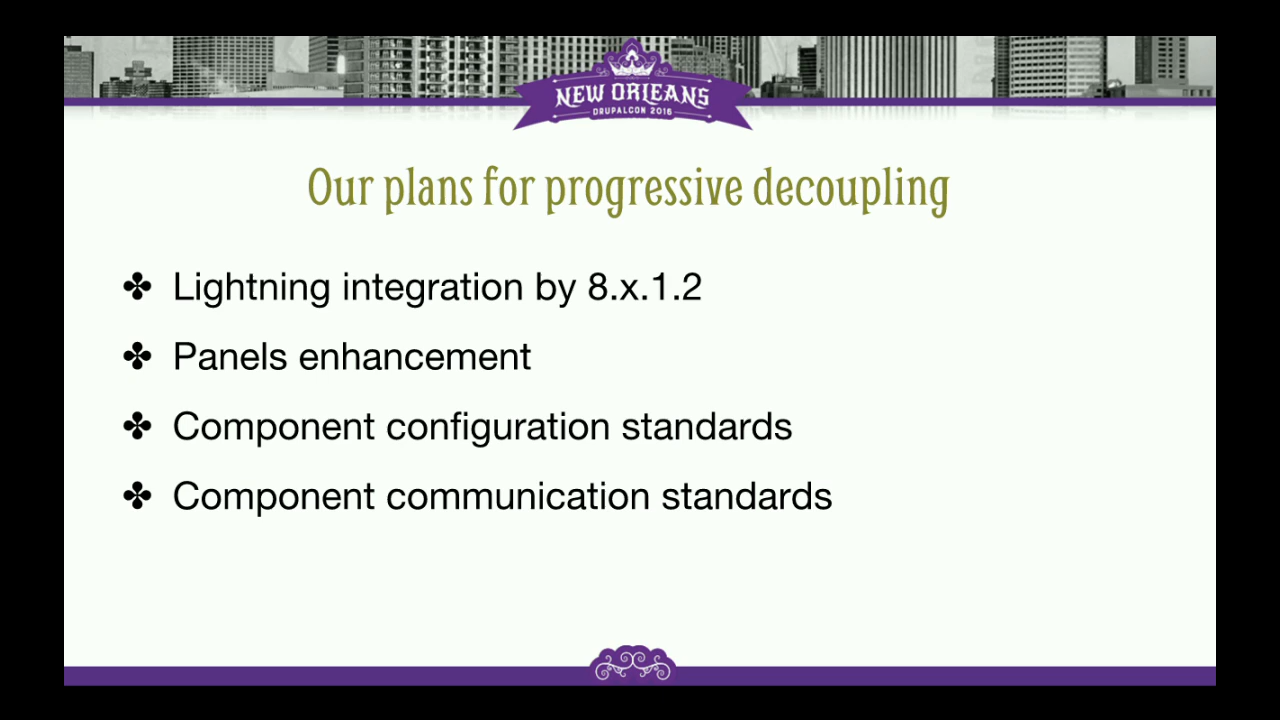 NEW ORLEANS
DRUPALCON 2016
Our plans for progressive decoupling
✤ Lightning integration by 8.x.1.2
✤ Panels enhancement
✤ Component configuration standards
✤ Component communication standards